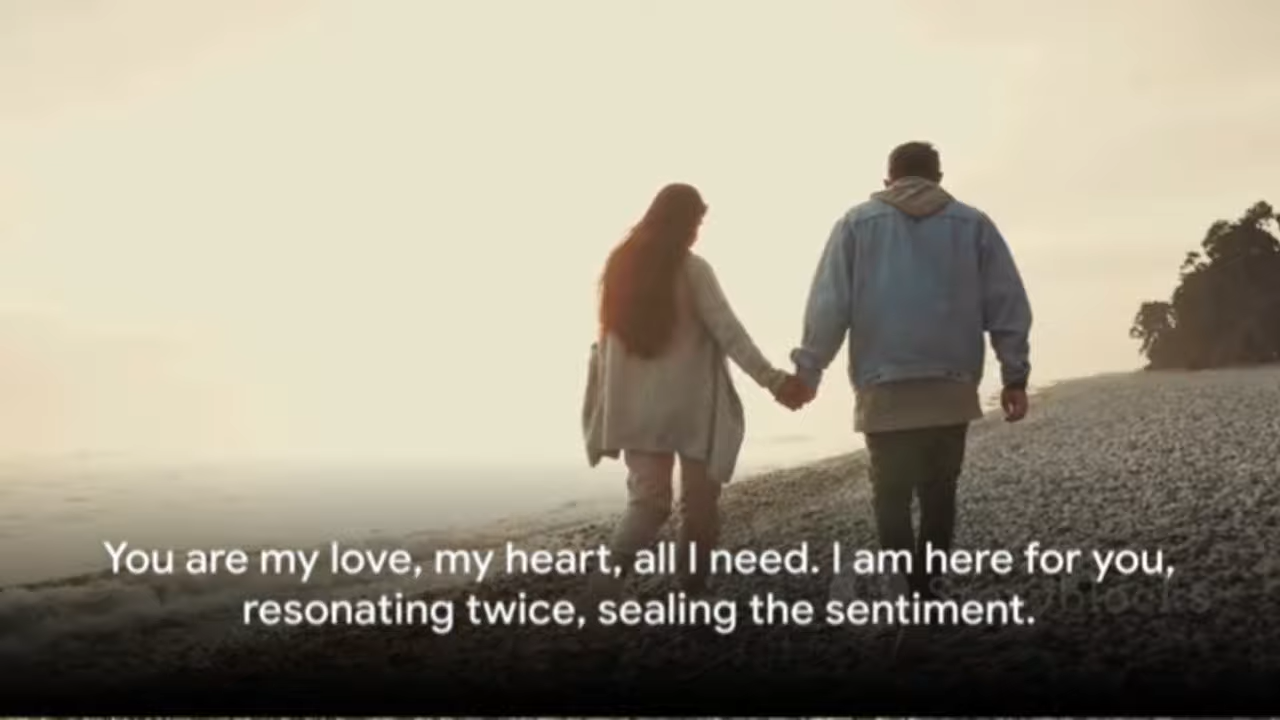 You are my love, my heart, all I need. I am here for you,
resonating twice, sealing the sentiment.